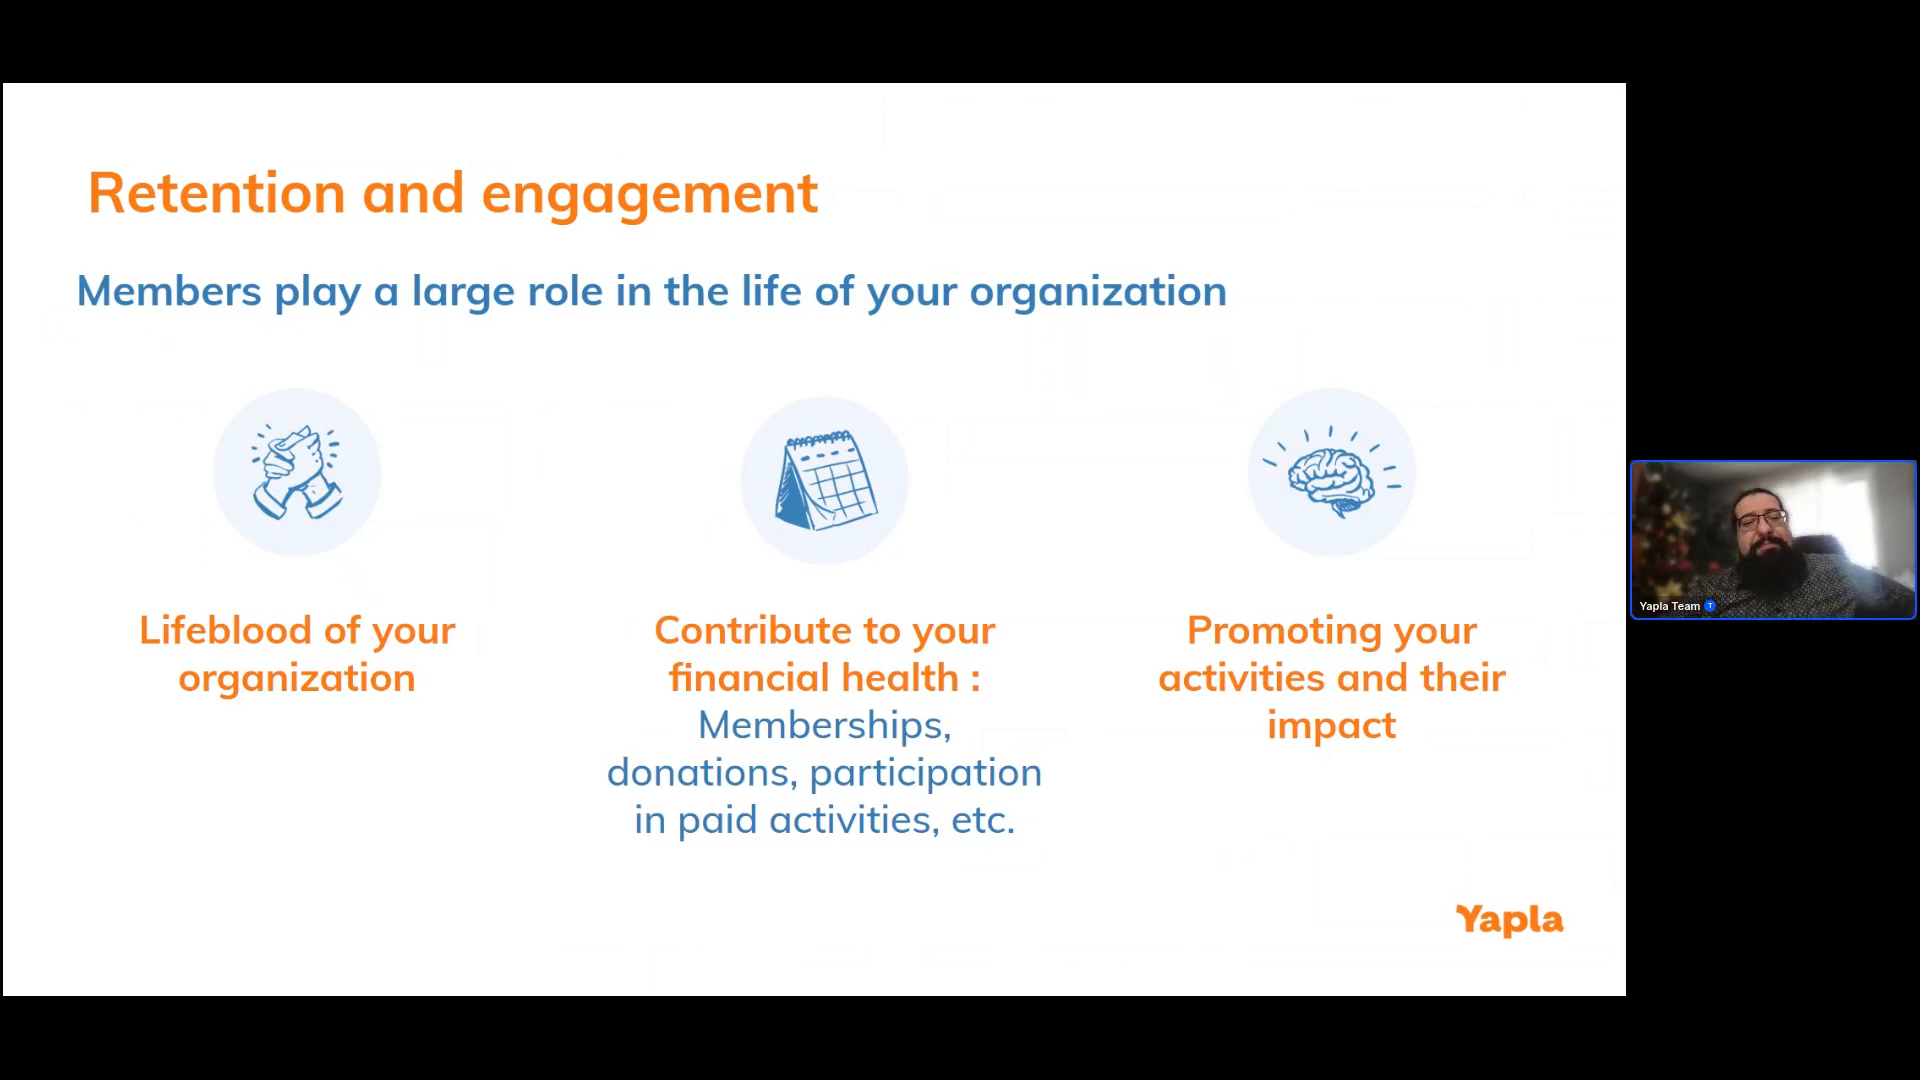 Retention and engagement
Members play a large role in the life of your organization
Lifeblood of your
organization
Contribute to your
financial health :
Memberships,
donations, participation
in paid activities, etc.
Promoting your
activities and their
impact
Yapla
Yapla Team T